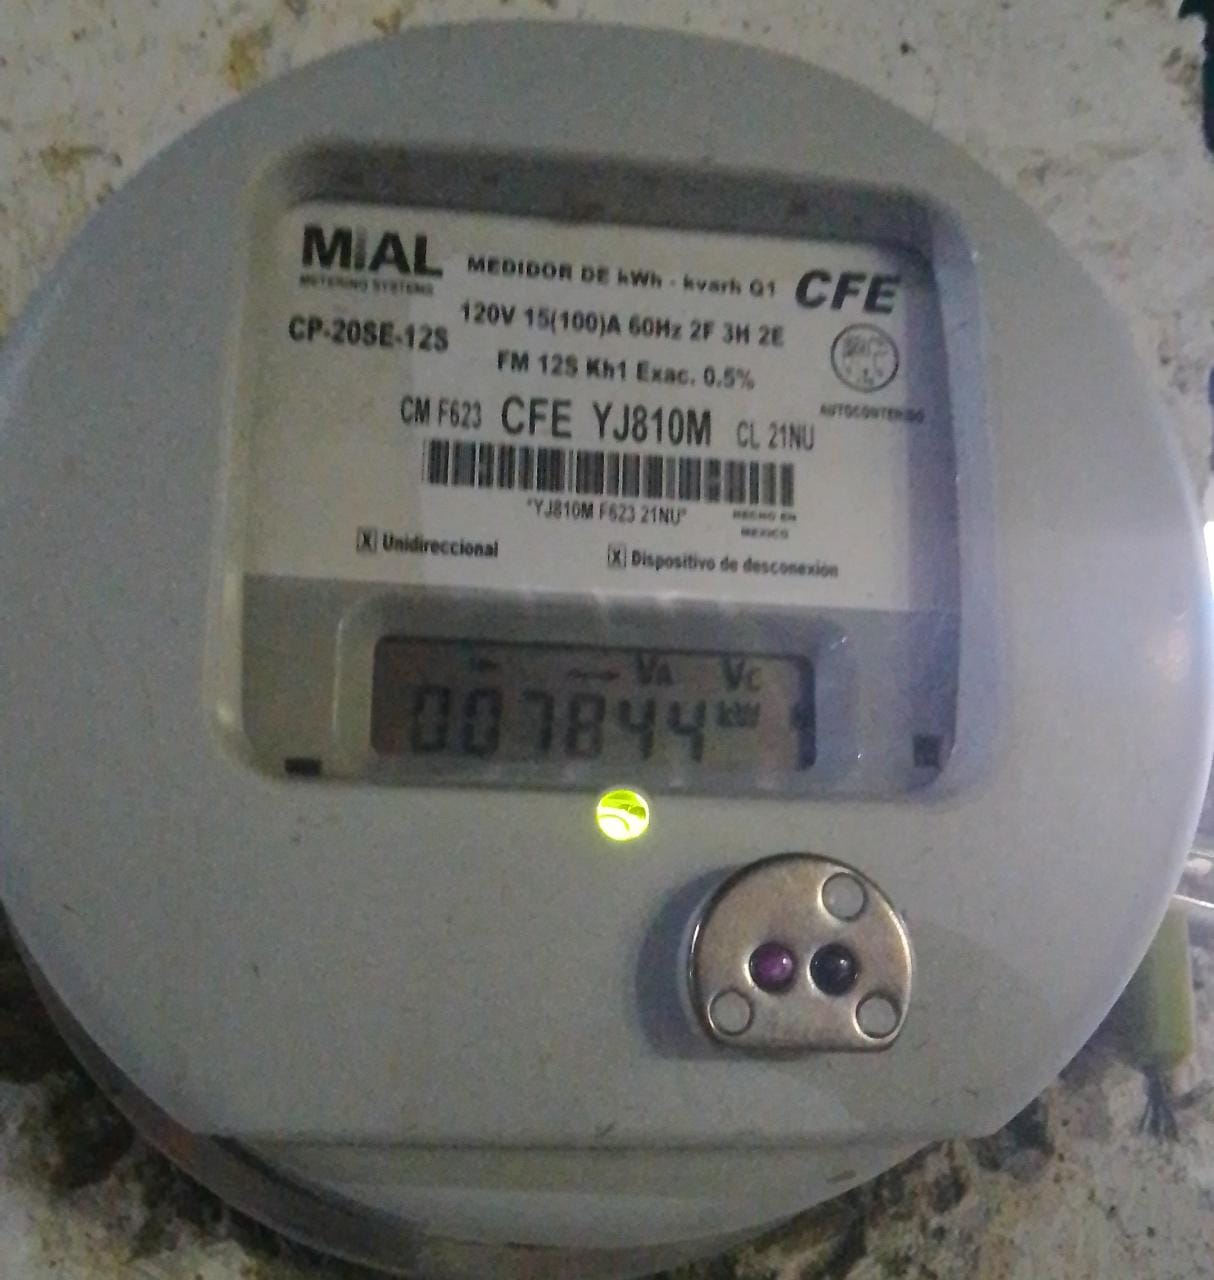 MIAL
METERING SYSTEMS
MEDIDOR DE kWh - kvarh Q1
CFE
CP-20SE-12S
120V 15(100)A 60Hz 2F 3H 2E
FM 12S Kh1 Exac. 0.5%
AUTOCONTENIDO
CM F623 CFE YJ810M CL 21NU
*YJ810M F623 21NU*
HECHO EN
MEXICO
X Unidireccional
X Dispositivo de desconexión
VA VC
007844